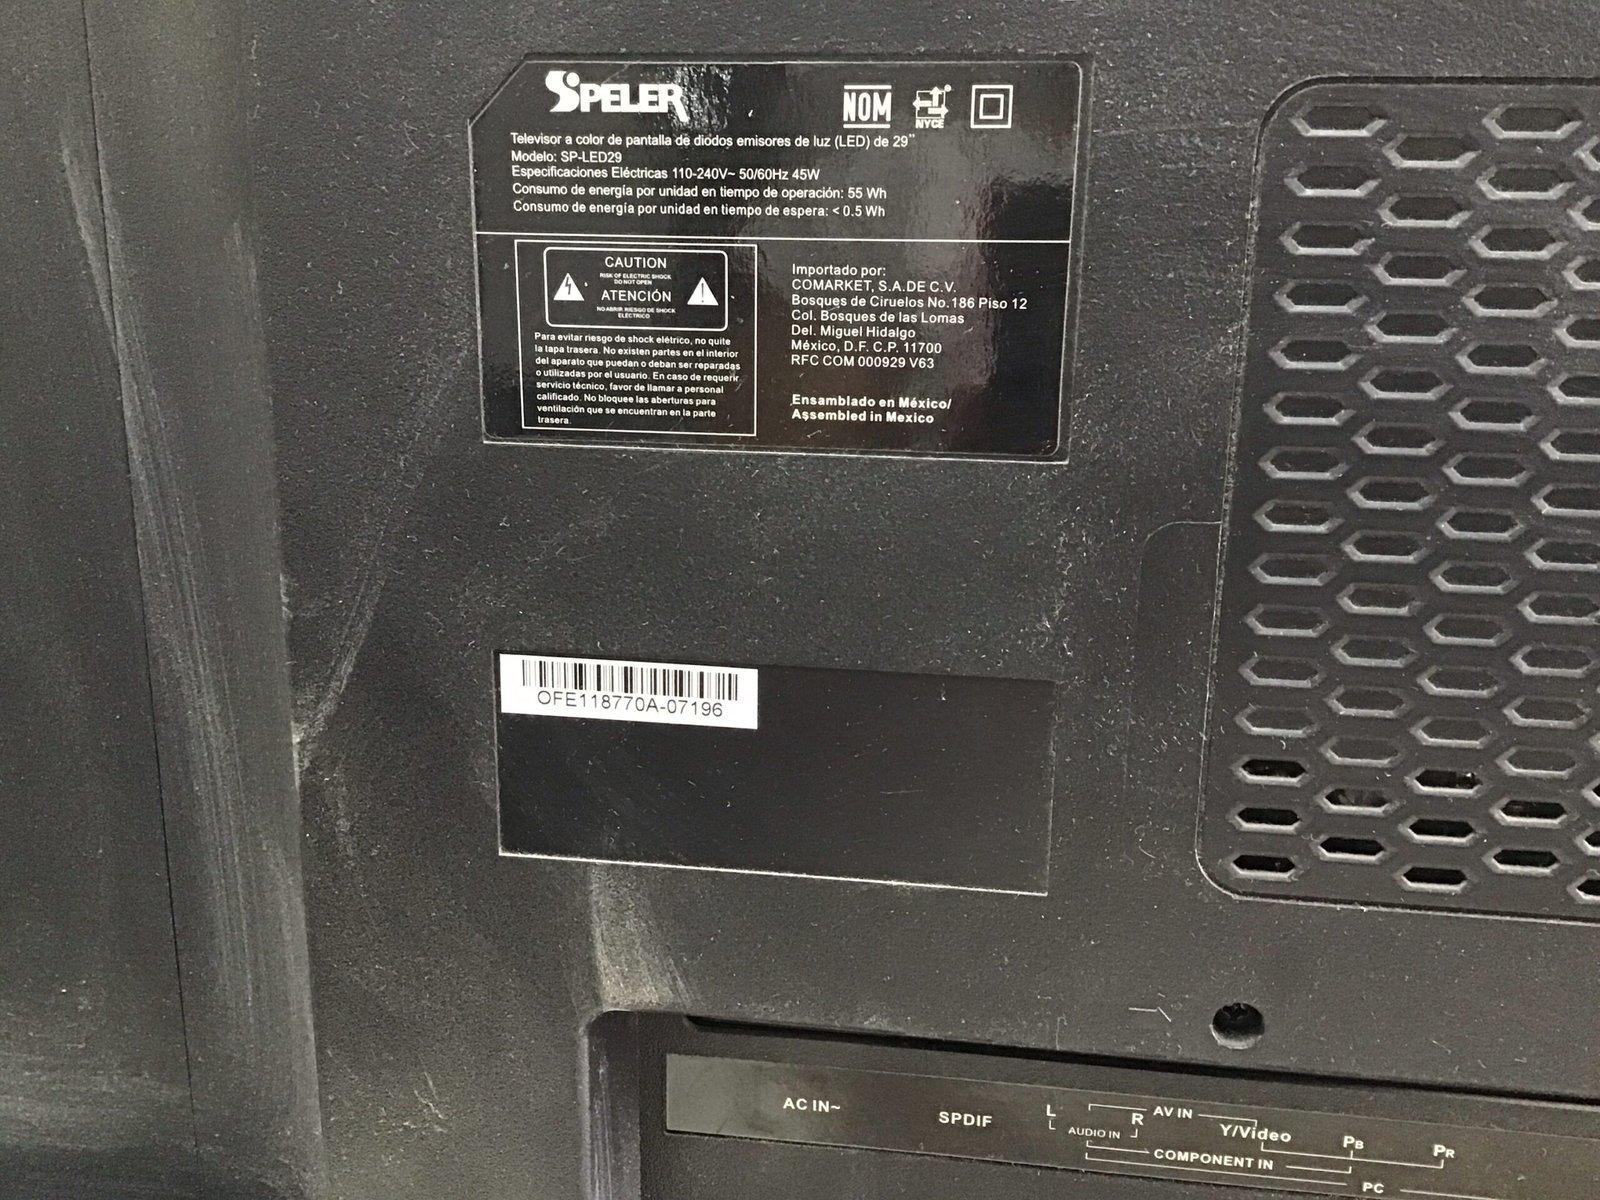 SPELER
NOM
NYCE
Televisor a color de pantalla de diodos emisores de luz (LED) de 29”
Modelo: SP-LED29
Especificaciones Eléctricas 110-240V~ 50/60Hz 45W
Consumo de energía por unidad en tiempo de operación: 55 Wh
Consumo de energía por unidad en tiempo de espera: < 0.5 Wh
CAUTION
RISK OF ELECTRIC SHOCK
DO NOT OPEN
ATENCIÓN
NO ABRIR RIESGO DE SHOCK
ELECTRICO
Para evitar riesgo de shock elétrico, no quite
la tapa trasera. No existen partes en el interior
del aparato que puedan o deban ser reparadas
o utilizadas por el usuario. En caso de requerir
servicio técnico, favor de llamar a personal
calificado. No bloquee las aberturas para
ventilación que se encuentran en la parte
trasera.
Importado por:
COMARKET, S.A.DE C.V.
Bosques de Ciruelos No.186 Piso 12
Col. Bosques de las Lomas
Del. Miguel Hidalgo
México, D.F. C.P. 11700
RFC COM 000929 V63
Ensamblado en México/
Assembled in Mexico
OFE118770A-07196
AC IN~
SPDIF
L
R
AV IN
AUDIO IN
Y/Video
PB
PR
COMPONENT IN
PC